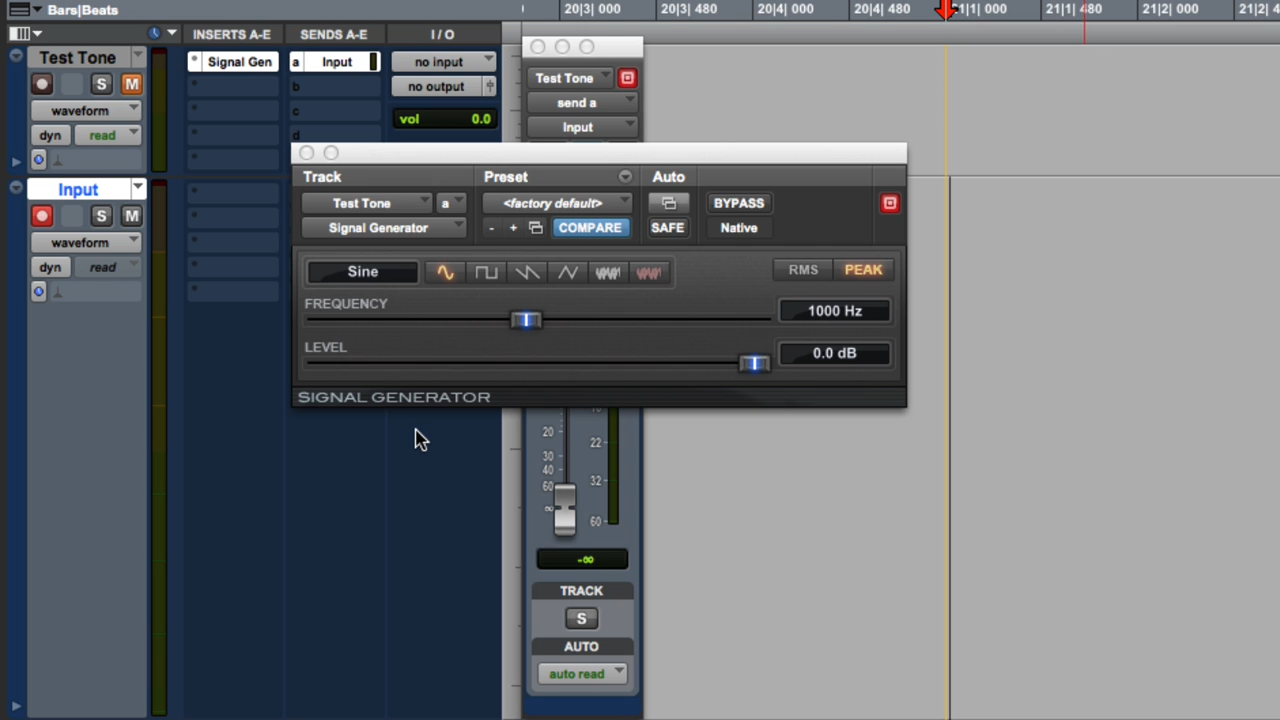 Bars|Beats
20|3| 000 20|3| 480 20|4| 000 20|4| 480 21|1| 000 21|1| 480 21|2| 000 21|2| 4
INSERTS A-E SENDS A-E I / O
Test Tone
Signal Gen a Input no input
S M b no output
waveform c vol 0.0
dyn read d
Input
S M
waveform
dyn read
Test Tone
send a
Input
Track Preset Auto
Test Tone a <factory default> BYPASS
Signal Generator - + COMPARE SAFE Native
Sine RMS PEAK
FREQUENCY 1000 Hz
LEVEL 0.0 dB
SIGNAL GENERATOR
20 22
30
40
60 32
∞ 60
-∞
TRACK
S
AUTO
auto read